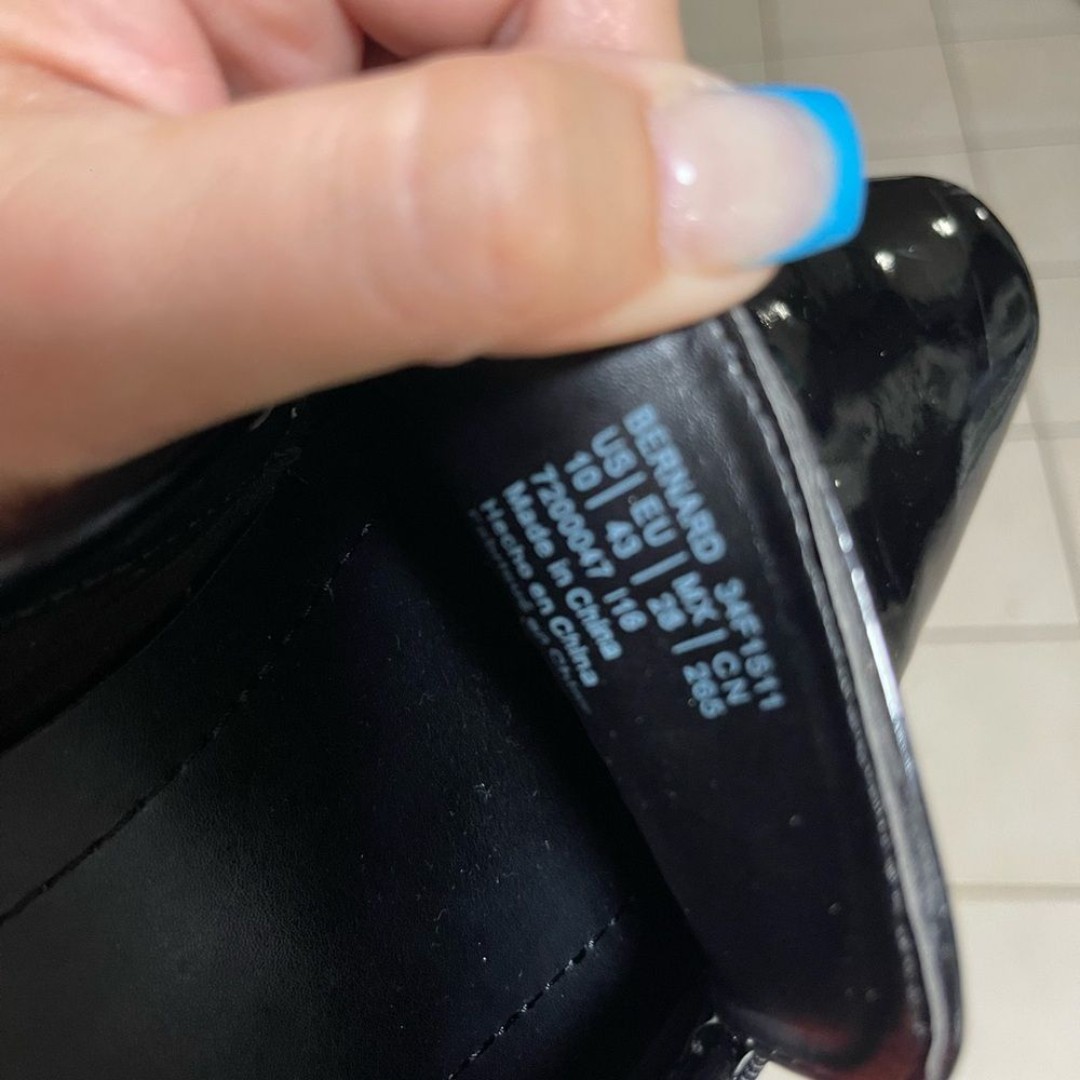 BERNARD 34F1511
US | EU | MX | CN
10 | 43 | 28 | 265
7200047 | 16
Made in China
Hecho en China